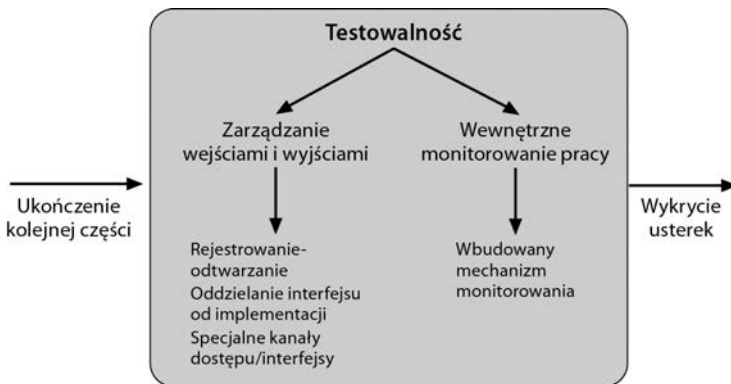 Testowalność
Zarządzanie
wejściami i wyjściami
Wewnętrzne
monitorowanie pracy
Ukończenie
kolejnej części
Wykrycie
usterek
Rejestrowanie-
odtwarzanie
Oddzielanie interfejsu
od implementacji
Specjalne kanały
dostępu/interfejsy
Wbudowany
mechanizm
monitorowania